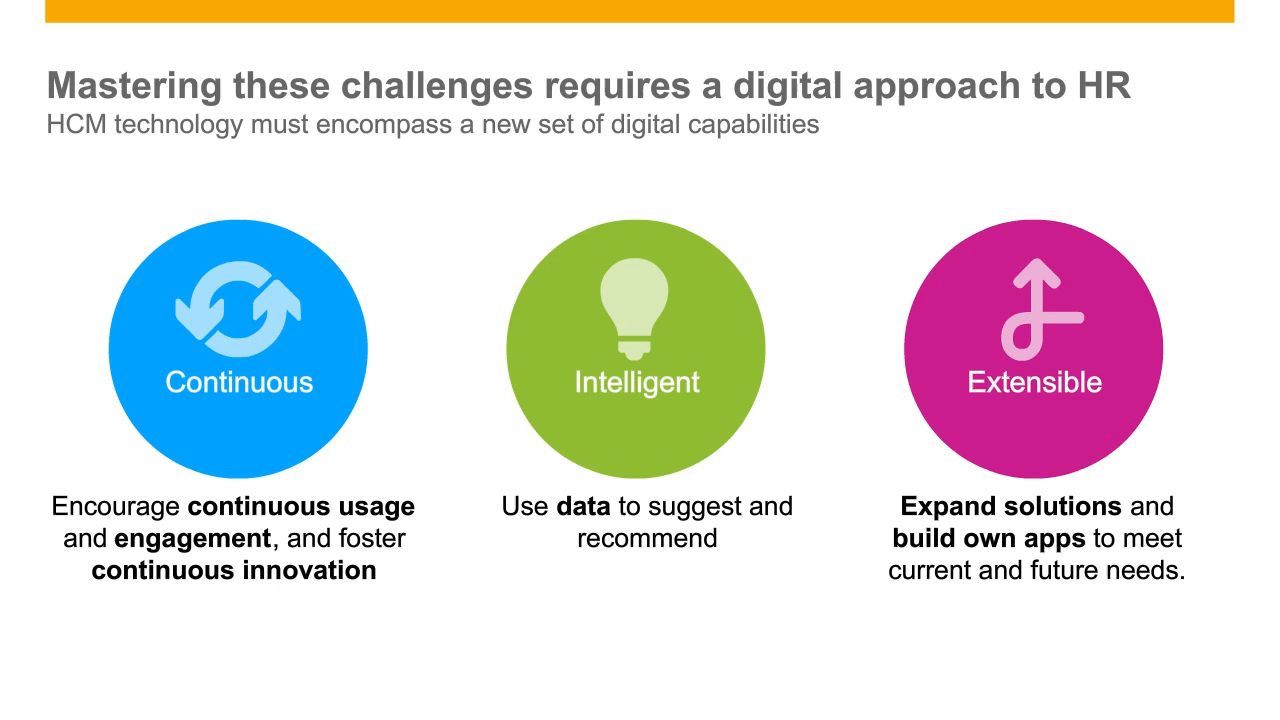 Mastering these challenges requires a digital approach to HR
HCM technology must encompass a new set of digital capabilities
Continuous
Encourage continuous usage
and engagement, and foster
continuous innovation
Intelligent
Use data to suggest and
recommend
Extensible
Expand solutions and
build own apps to meet
current and future needs.